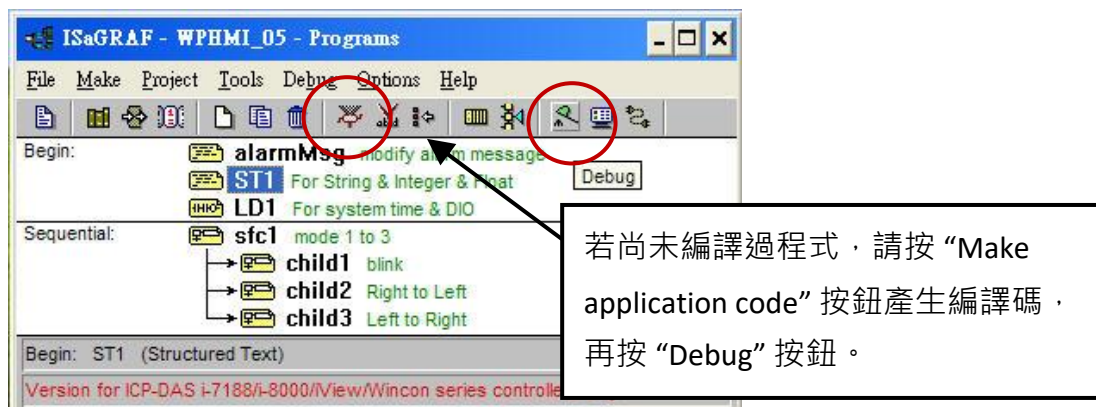 ISaGRAF - WPHMI_05 - Programs
File Make Project Tools Debug Options Help
Begin:
alarmMsg modify alarm message
ST1 For String & Integer & Float
Debug
LD1 For system time & DIO
Sequential:
sfc1 mode 1 to 3
child1 blink
child2 Right to Left
child3 Left to Right
若尚未編譯過程式，請按 “Make
application code” 按鈕產生編譯碼，
再按 “Debug” 按鈕。
Begin: ST1 (Structured Text)
Version for ICP-DAS i-7188/i-8000/iView/Wincon series